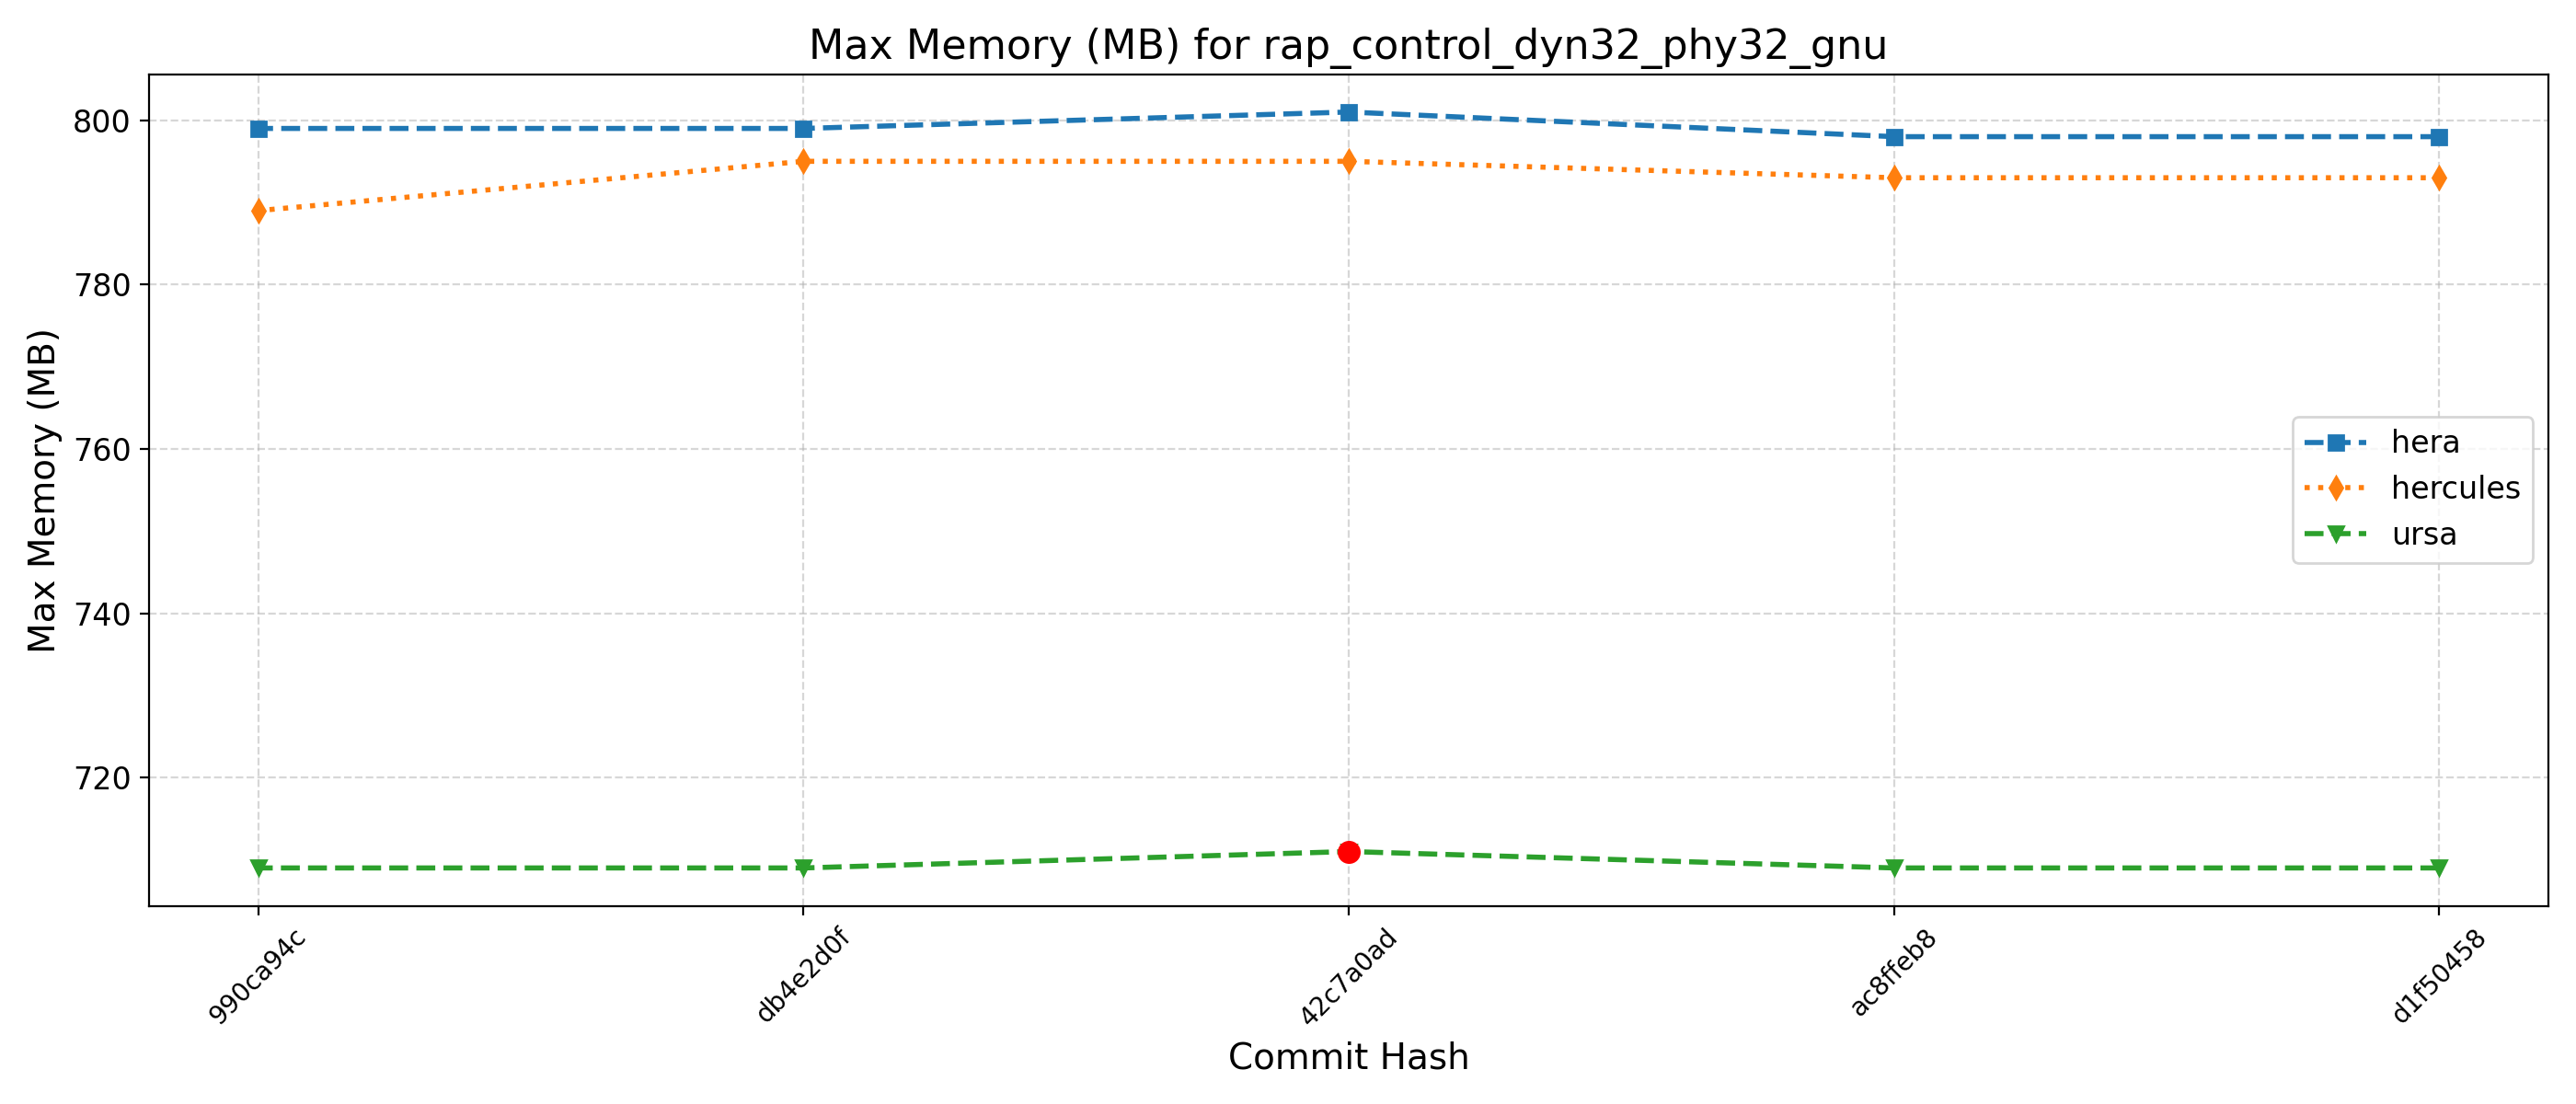 Max Memory (MB) for rap_control_dyn32_phy32_gnu
Max Memory (MB)
800
780
760
740
720
hera
hercules
ursa
990ca94c
db4e2d0f
42c7a0ad
ac8ffeb8
d1f50458
Commit Hash